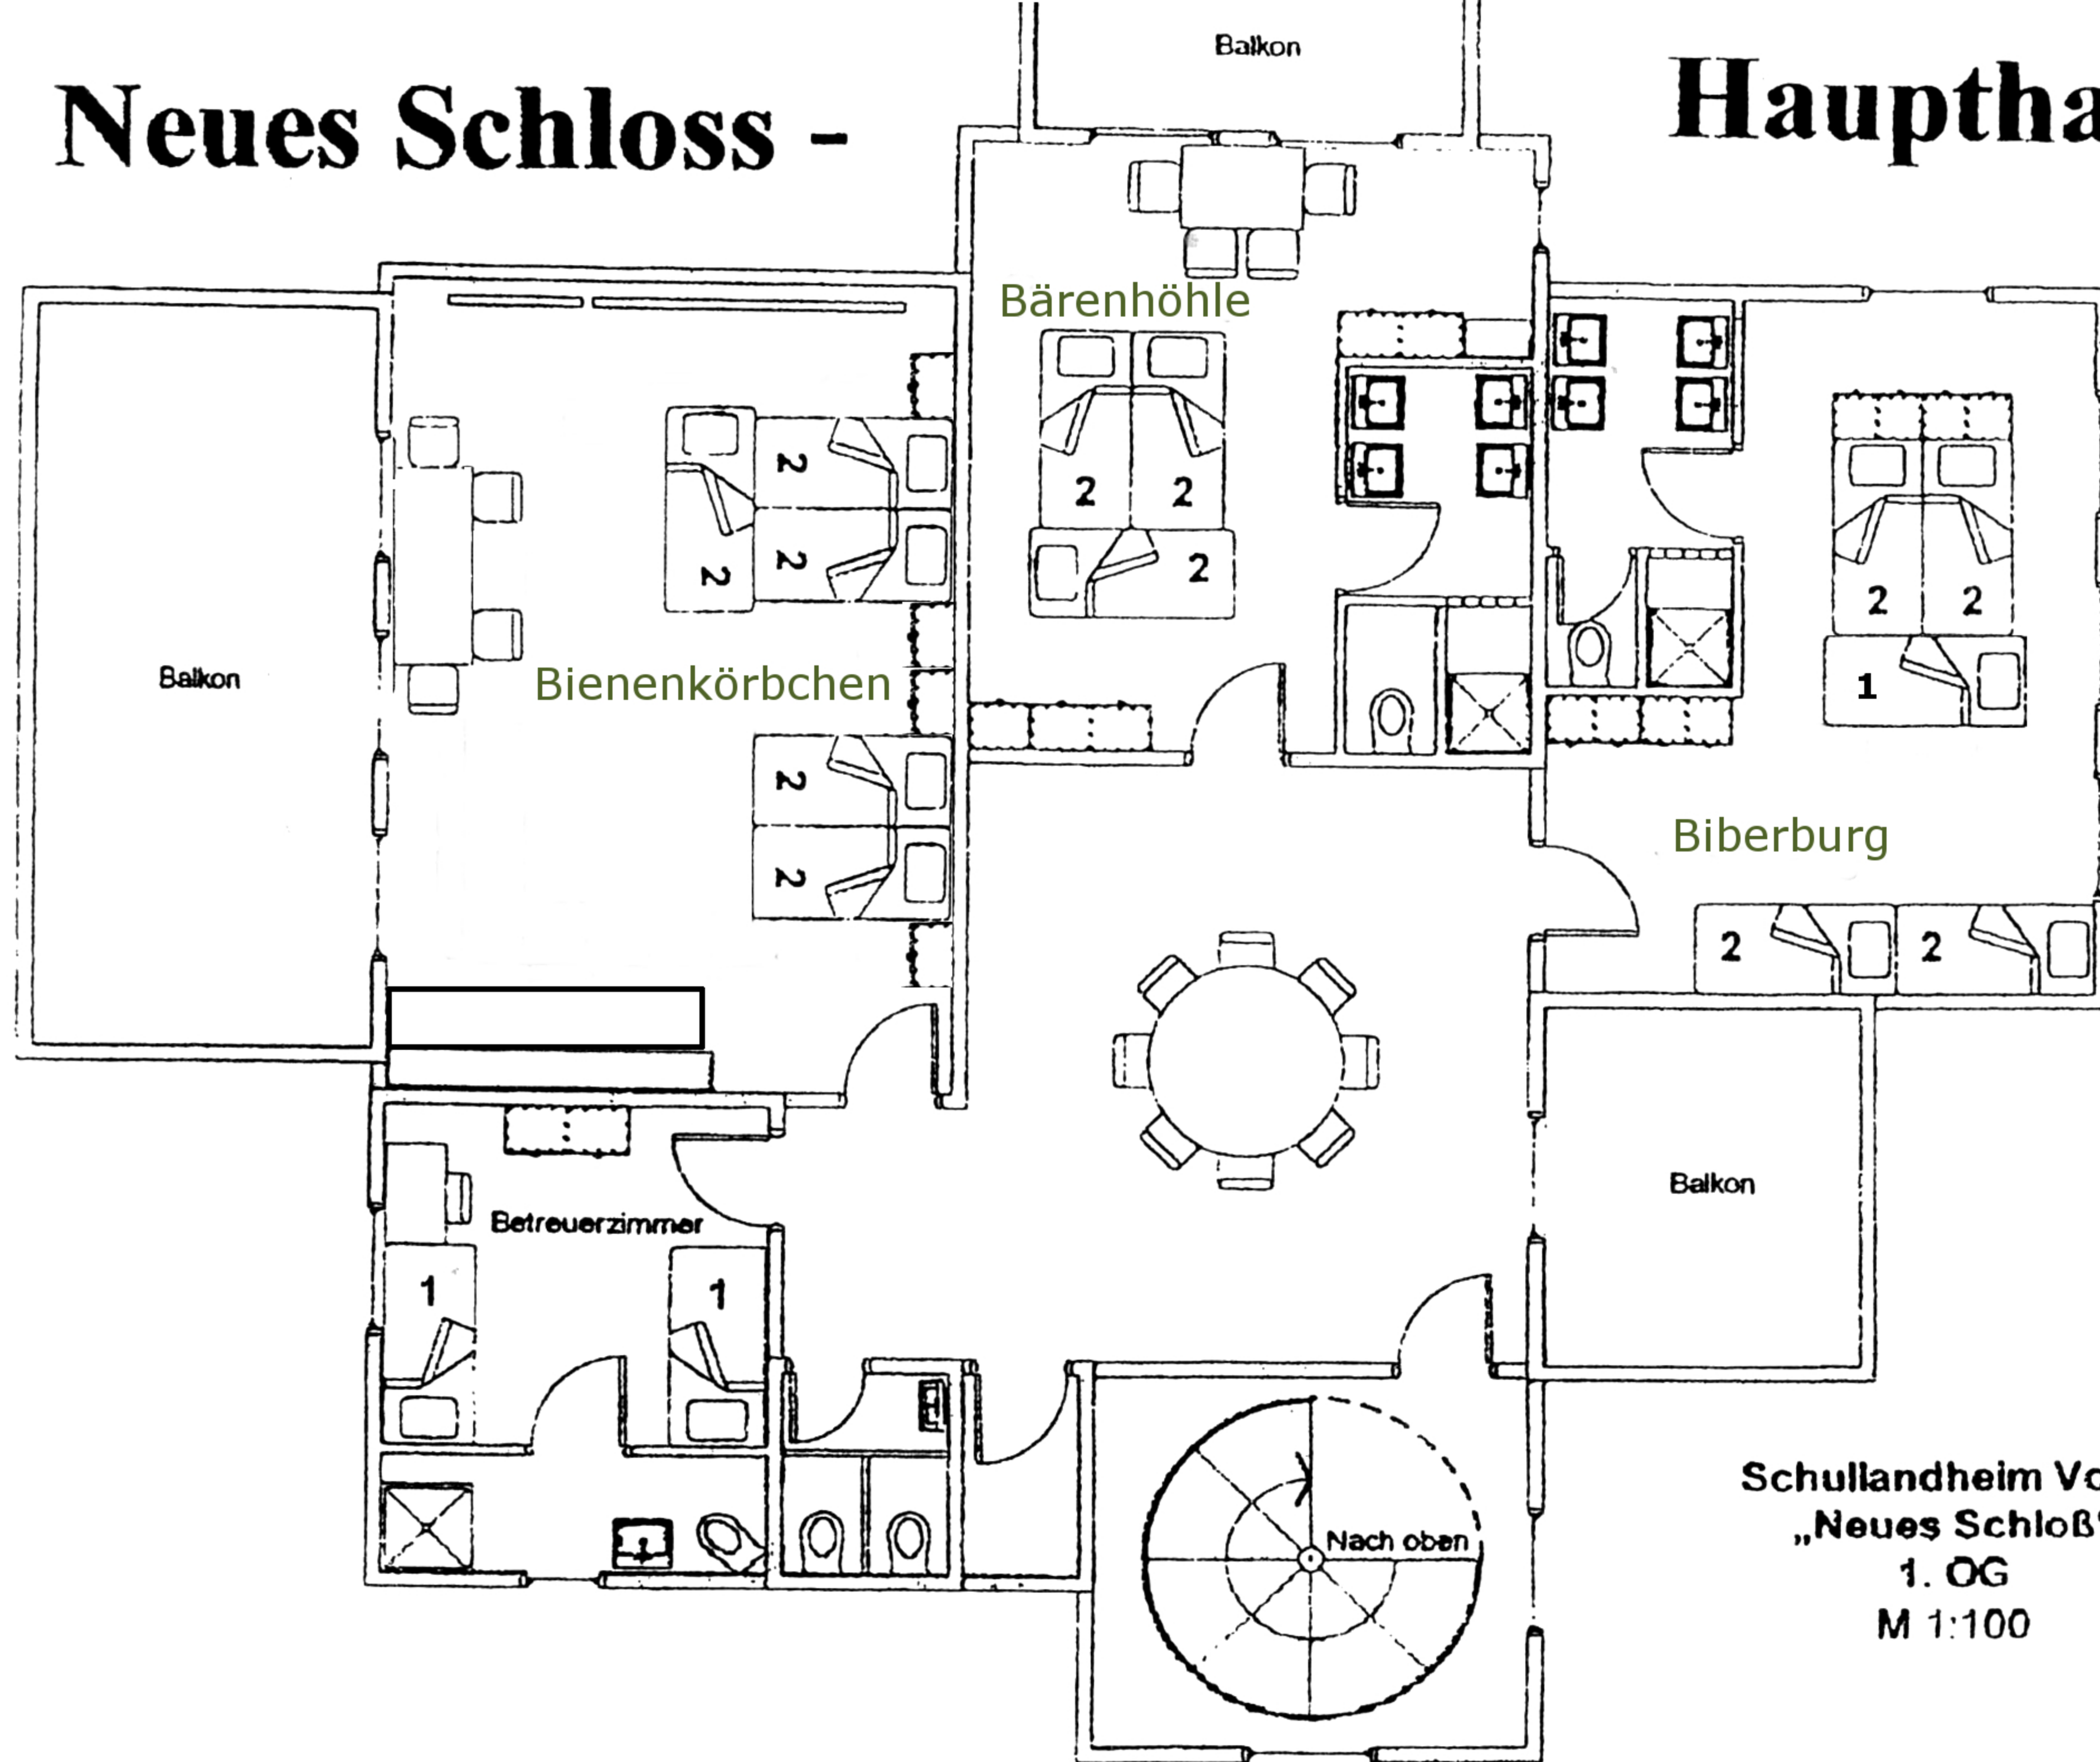 Balkon
Neues Schloss -
Hauptha
Bärenhöhle
2
2
2
2
2
2
2
2
2
2
1
Balkon
Bienenkörbchen
2
2
Biberburg
2
2
Balkon
Betreuerzimmer
1
1
Nach oben
Schullandheim Vo
„Neues Schloß“
1. OG
M 1:100